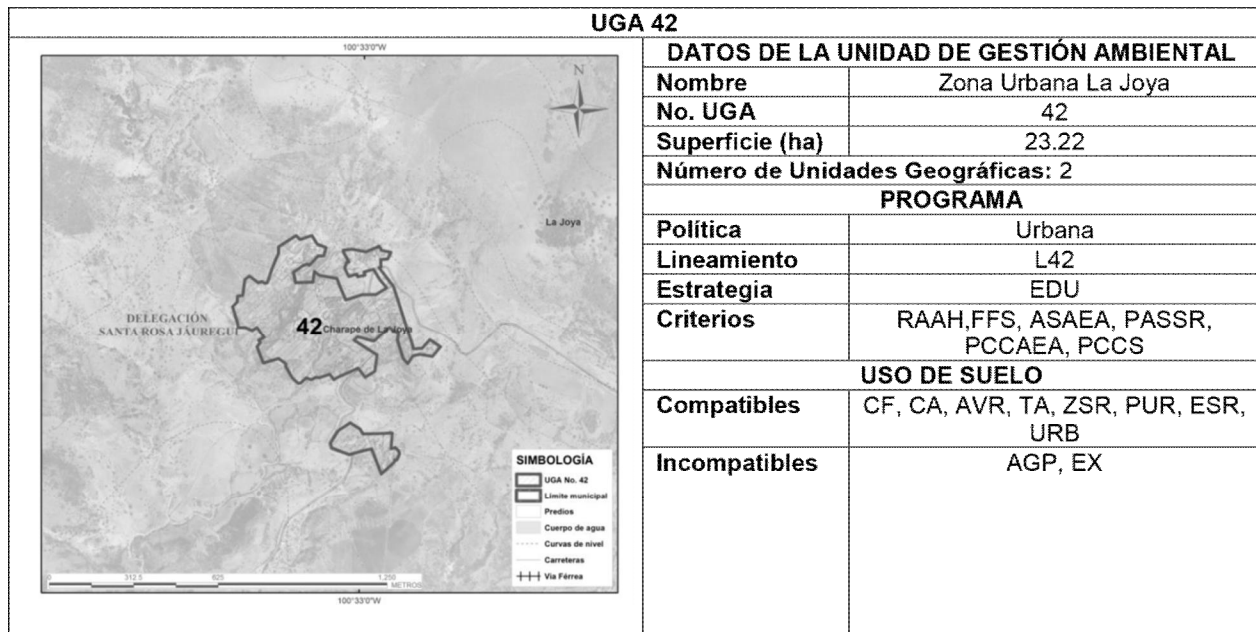 UGA 42
100°33'0"W
N
La Joya
DELEGACIÓN
SANTA ROSA JÁUREGUI
42
Charape de La Joya
SIMBOLOGÍA
UGA No. 42
Límite municipal
Predios
Cuerpo de agua
Curvas de nivel
Carreteras
Vía Férrea
0 312.5 625 1,250
METROS
100°33'0"W
DATOS DE LA UNIDAD DE GESTIÓN AMBIENTAL
Nombre Zona Urbana La Joya
No. UGA 42
Superficie (ha) 23.22
Número de Unidades Geográficas: 2
PROGRAMA
Política Urbana
Lineamiento L42
Estrategia EDU
Criterios RAAH,FFS, ASAEA, PASSR,
PCCAEA, PCCS
USO DE SUELO
Compatibles CF, CA, AVR, TA, ZSR, PUR, ESR,
URB
Incompatibles AGP, EX